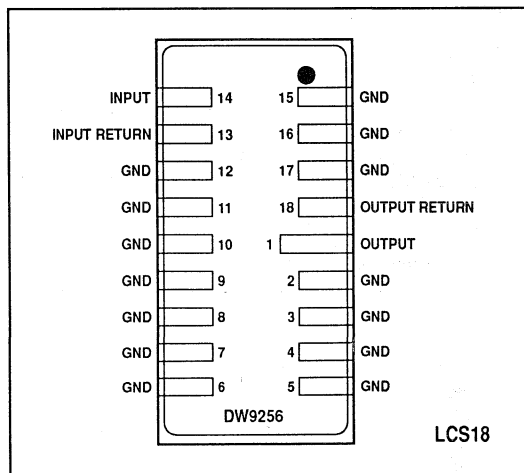 INPUT 14 15 GND
INPUT RETURN 13 16 GND
GND 12 17 GND
GND 11 18 OUTPUT RETURN
GND 10 1 OUTPUT
GND 9 2 GND
GND 8 3 GND
GND 7 4 GND
GND 6 5 GND
DW9256
LCS18